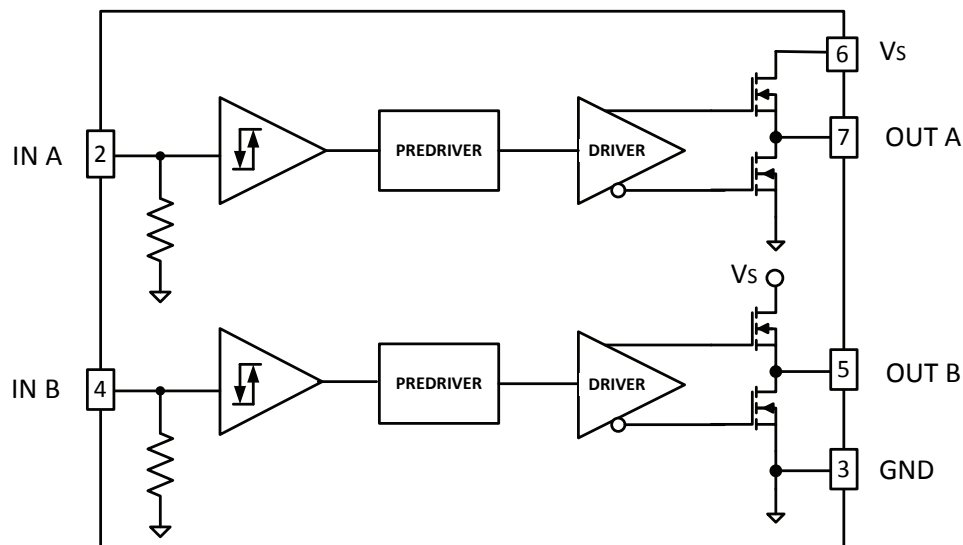 6 Vs
IN A 2 PREDRIVER DRIVER 7 OUT A
Vs
IN B 4 PREDRIVER DRIVER 5 OUT B
3 GND